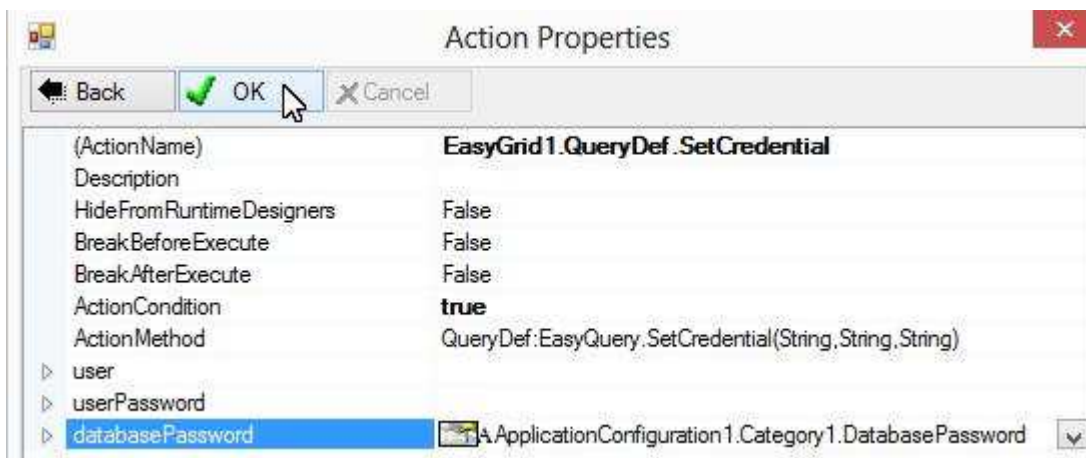 Action Properties
Back OK Cancel
(ActionName) EasyGrid1.QueryDef.SetCredential
Description
HideFromRuntimeDesigners False
BreakBeforeExecute False
BreakAfterExecute False
ActionCondition true
ActionMethod QueryDef:EasyQuery.SetCredential(String,String,String)
user
userPassword
databasePassword A ApplicationConfiguration1.Category1.DatabasePassword